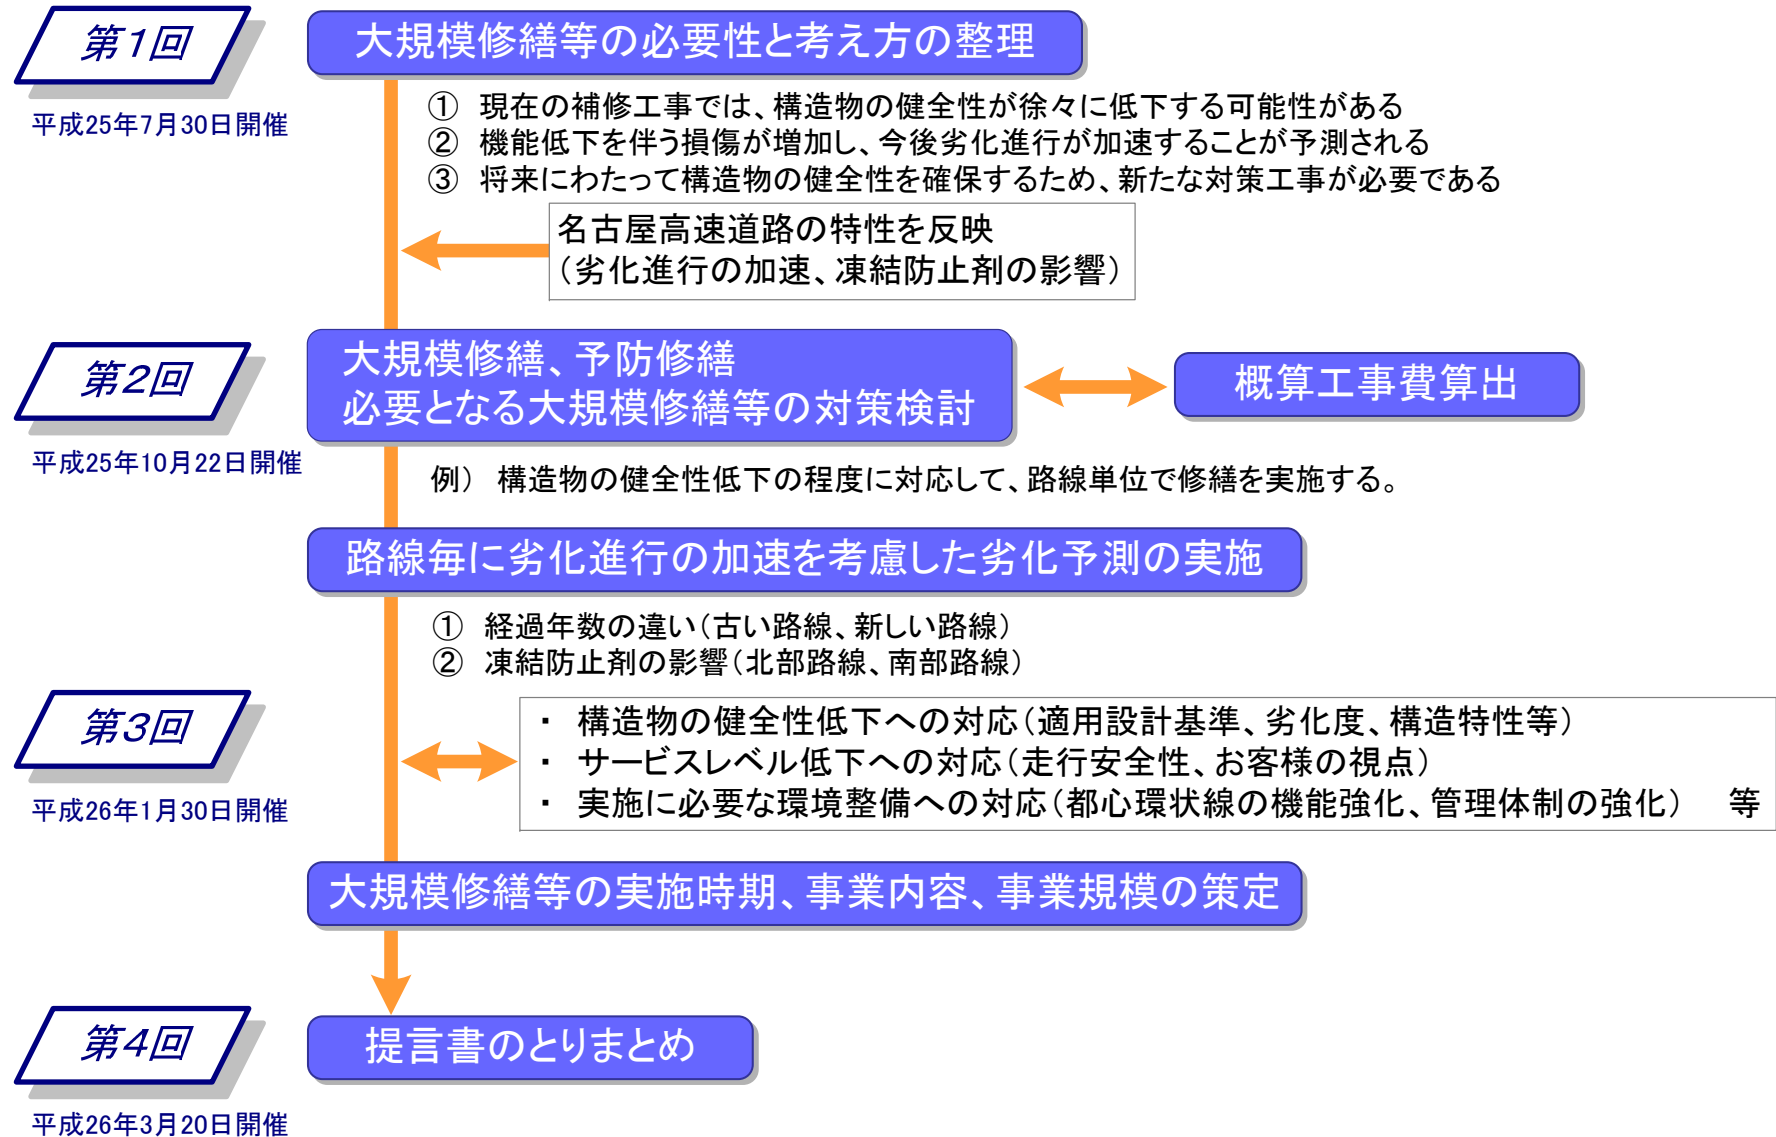 第1回
平成25年7月30日開催
大規模修繕等の必要性と考え方の整理
① 現在の補修工事では、構造物の健全性が徐々に低下する可能性がある
② 機能低下を伴う損傷が増加し、今後劣化進行が加速することが予測される
③ 将来にわたって構造物の健全性を確保するため、新たな対策工事が必要である
名古屋高速道路の特性を反映
（劣化進行の加速、凍結防止剤の影響）
第2回
平成25年10月22日開催
大規模修繕、予防修繕
必要となる大規模修繕等の対策検討
概算工事費算出
例） 構造物の健全性低下の程度に対応して、路線単位で修繕を実施する。
路線毎に劣化進行の加速を考慮した劣化予測の実施
① 経過年数の違い（古い路線、新しい路線）
② 凍結防止剤の影響（北部路線、南部路線）
第3回
平成26年1月30日開催
・ 構造物の健全性低下への対応（適用設計基準、劣化度、構造特性等）
・ サービスレベル低下への対応（走行安全性、お客様の視点）
・ 実施に必要な環境整備への対応（都心環状線の機能強化、管理体制の強化） 等
大規模修繕等の実施時期、事業内容、事業規模の策定
第4回
平成26年3月20日開催
提言書のとりまとめ